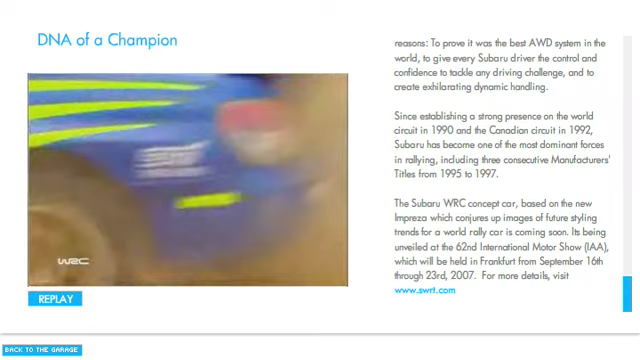 DNA of a Champion
WRC
REPLAY
reasons: To prove it was the best AWD system in the
world, to give every Subaru driver the control and
confidence to tackle any driving challenge, and to
create exhilarating dynamic handling.
Since establishing a strong presence on the world
circuit in 1990 and the Canadian circuit in 1992,
Subaru has become one of the most dominant forces
in rallying, including three consecutive Manufacturers'
Titles from 1995 to 1997.
The Subaru WRC concept car, based on the new
Impreza which conjures up images of future styling
trends for a world rally car is coming soon. Its being
unveiled at the 62nd International Motor Show (IAA),
which will be held in Frankfurt from September 16th
through 23rd, 2007. For more details, visit
www.swrt.com
BACK TO THE GARAGE